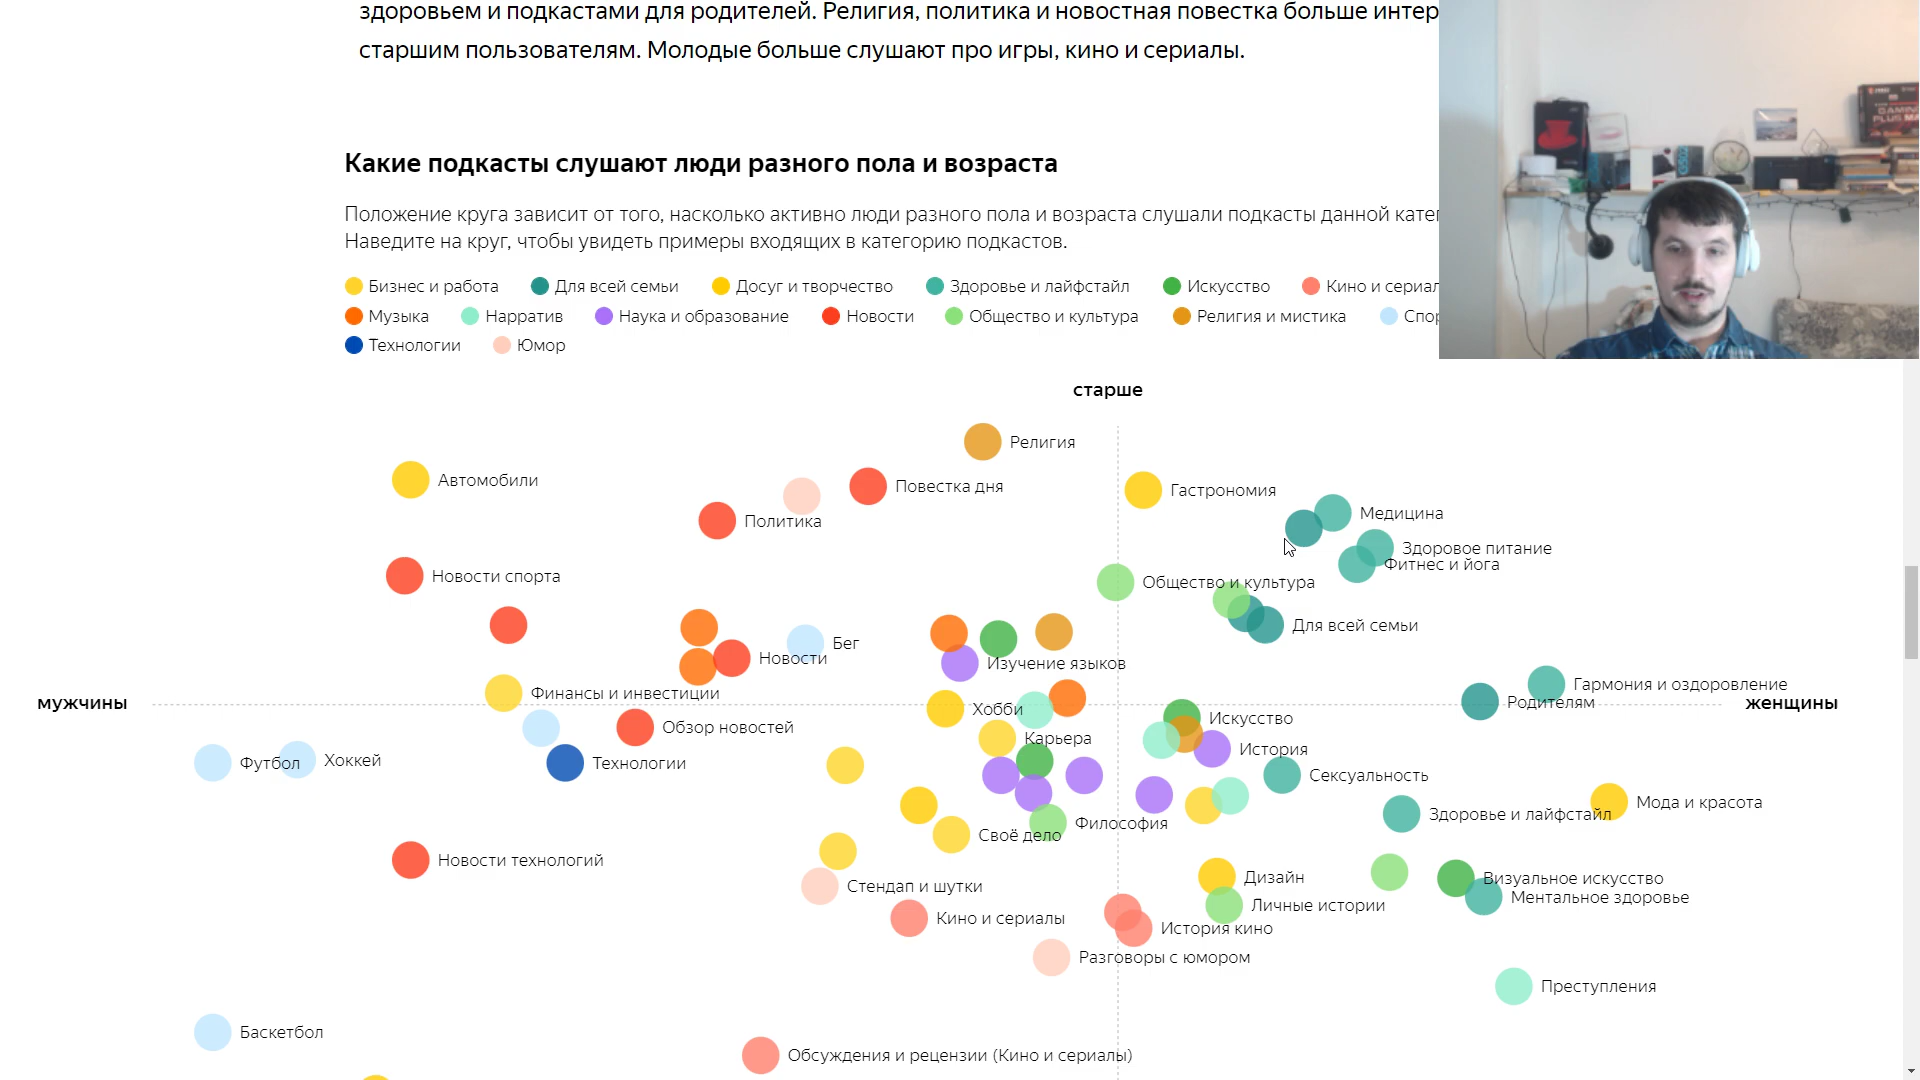 здоровьем и подкастами для родителей. Религия, политика и новостная повестка больше интер
старшим пользователям. Молодые больше слушают про игры, кино и сериалы.
Какие подкасты слушают люди разного пола и возраста
Положение круга зависит от того, насколько активно люди разного пола и возраста слушали подкасты данной катег
Наведите на круг, чтобы увидеть примеры входящих в категорию подкастов.
Бизнес и работа Для всей семьи Досуг и творчество Здоровье и лайфстайл Искусство Кино и сериал
Музыка Нарратив Наука и образование Новости Общество и культура Религия и мистика Спор
Технологии Юмор
старше
Религия
Автомобили
Повестка дня
Гастрономия
Политика
Медицина
Здоровое питание
Фитнес и йога
Новости спорта
Общество и культура
Для всей семьи
Бег
Новости
Изучение языков
Гармония и оздоровление
Финансы и инвестиции
Родителям
мужчины
женщины
Хобби
Искусство
Обзор новостей
Карьера
История
Футбол
Хоккей
Технологии
Сексуальность
Мода и красота
Здоровье и лайфстайл
Философия
Своё дело
Новости технологий
Дизайн
Визуальное искусство
Стендап и шутки
Ментальное здоровье
Личные истории
Кино и сериалы
История кино
Разговоры с юмором
Преступления
Баскетбол
Обсуждения и рецензии (Кино и сериалы)
GAMING
PLUS MA